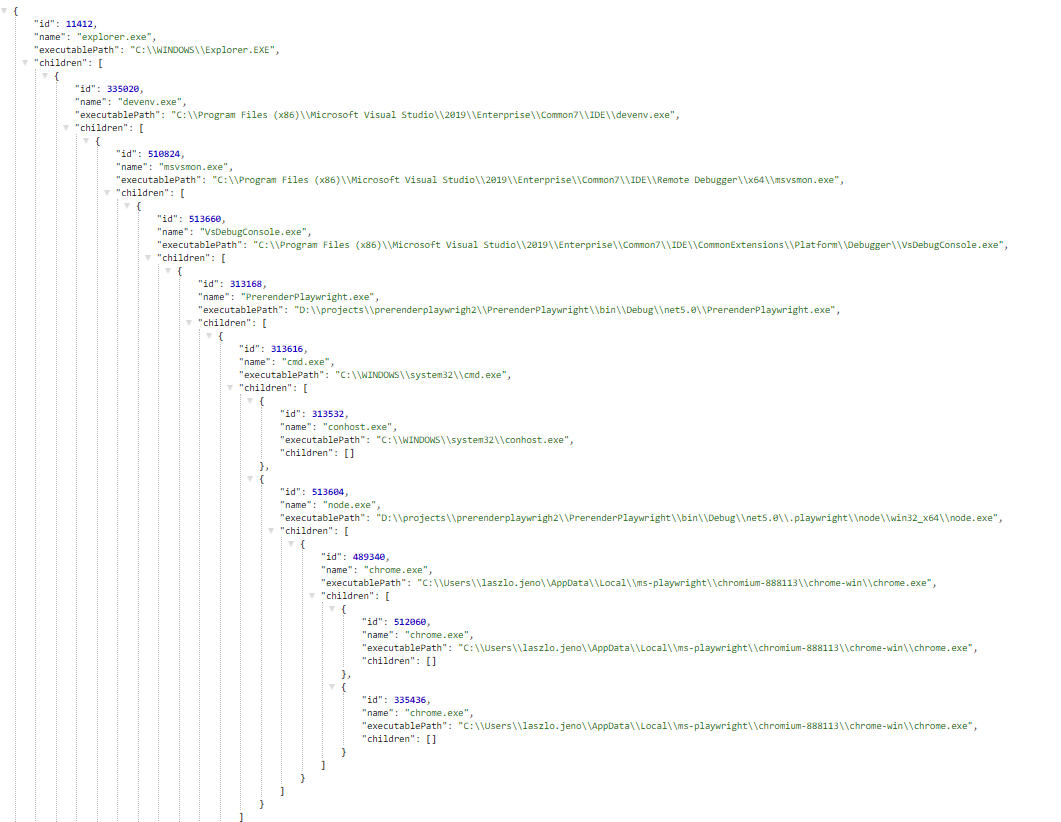 {
"id": 11412,
"name": "explorer.exe",
"executablePath": "C:\\WINDOWS\\Explorer.EXE",
"children": [
{
"id": 335020,
"name": "devenv.exe",
"executablePath": "C:\\Program Files (x86)\\Microsoft Visual Studio\\2019\\Enterprise\\Common7\\IDE\\devenv.exe",
"children": [
{
"id": 510824,
"name": "msvsmon.exe",
"executablePath": "C:\\Program Files (x86)\\Microsoft Visual Studio\\2019\\Enterprise\\Common7\\IDE\\Remote Debugger\\x64\\msvsmon.exe",
"children": [
{
"id": 513660,
"name": "VsDebugConsole.exe",
"executablePath": "C:\\Program Files (x86)\\Microsoft Visual Studio\\2019\\Enterprise\\Common7\\IDE\\CommonExtensions\\Platform\\Debugger\\VsDebugConsole.exe",
"children": [
{
"id": 313168,
"name": "PrerenderPlaywright.exe",
"executablePath": "D:\\projects\\prerenderplaywrigh2\\PrerenderPlaywright\\bin\\Debug\\net5.0\\PrerenderPlaywright.exe",
"children": [
{
"id": 313616,
"name": "cmd.exe",
"executablePath": "C:\\WINDOWS\\system32\\cmd.exe",
"children": [
{
"id": 313532,
"name": "conhost.exe",
"executablePath": "C:\\WINDOWS\\system32\\conhost.exe",
"children": []
},
{
"id": 513604,
"name": "node.exe",
"executablePath": "D:\\projects\\prerenderplaywrigh2\\PrerenderPlaywright\\bin\\Debug\\net5.0\\.playwright\\node\\win32_x64\\node.exe",
"children": [
{
"id": 489340,
"name": "chrome.exe",
"executablePath": "C:\\Users\\laszlo.jeno\\AppData\\Local\\ms-playwright\\chromium-888113\\chrome-win\\chrome.exe",
"children": [
{
"id": 512060,
"name": "chrome.exe",
"executablePath": "C:\\Users\\laszlo.jeno\\AppData\\Local\\ms-playwright\\chromium-888113\\chrome-win\\chrome.exe",
"children": []
},
{
"id": 335436,
"name": "chrome.exe",
"executablePath": "C:\\Users\\laszlo.jeno\\AppData\\Local\\ms-playwright\\chromium-888113\\chrome-win\\chrome.exe",
"children": []
}
]
}
]
}
]